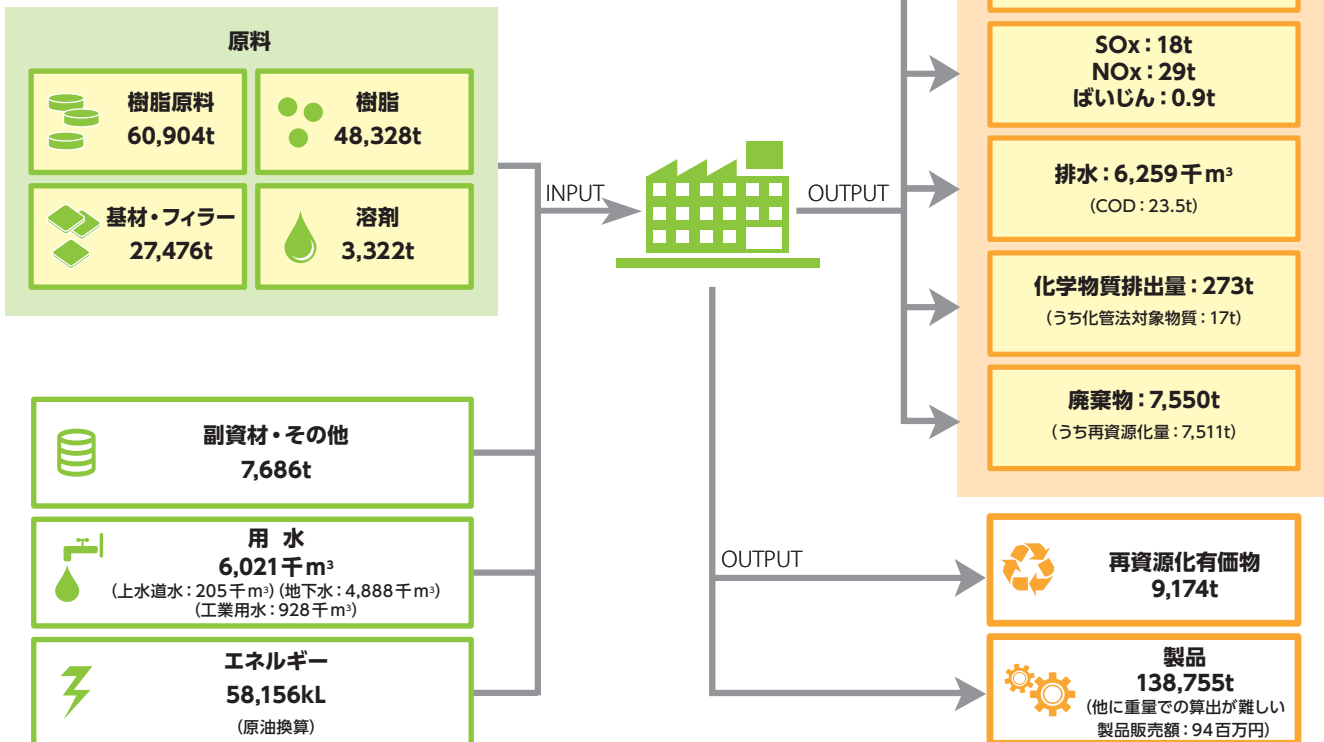 原料
樹脂原料
60,904t
樹脂
48,328t
基材・フィラー
27,476t
溶剤
3,322t
副資材・その他
7,686t
用 水
6,021千m³
(上水道水:205千m³)(地下水:4,888千m³)
(工業用水:928千m³)
エネルギー
58,156kL
(原油換算)
INPUT
OUTPUT
SOx:18t
NOx:29t
ばいじん:0.9t
排水:6,259千m³
(COD:23.5t)
化学物質排出量:273t
(うち化管法対象物質:17t)
廃棄物:7,550t
(うち再資源化量:7,511t)
OUTPUT
再資源化有価物
9,174t
製品
138,755t
(他に重量での算出が難しい
製品販売額:94百万円)